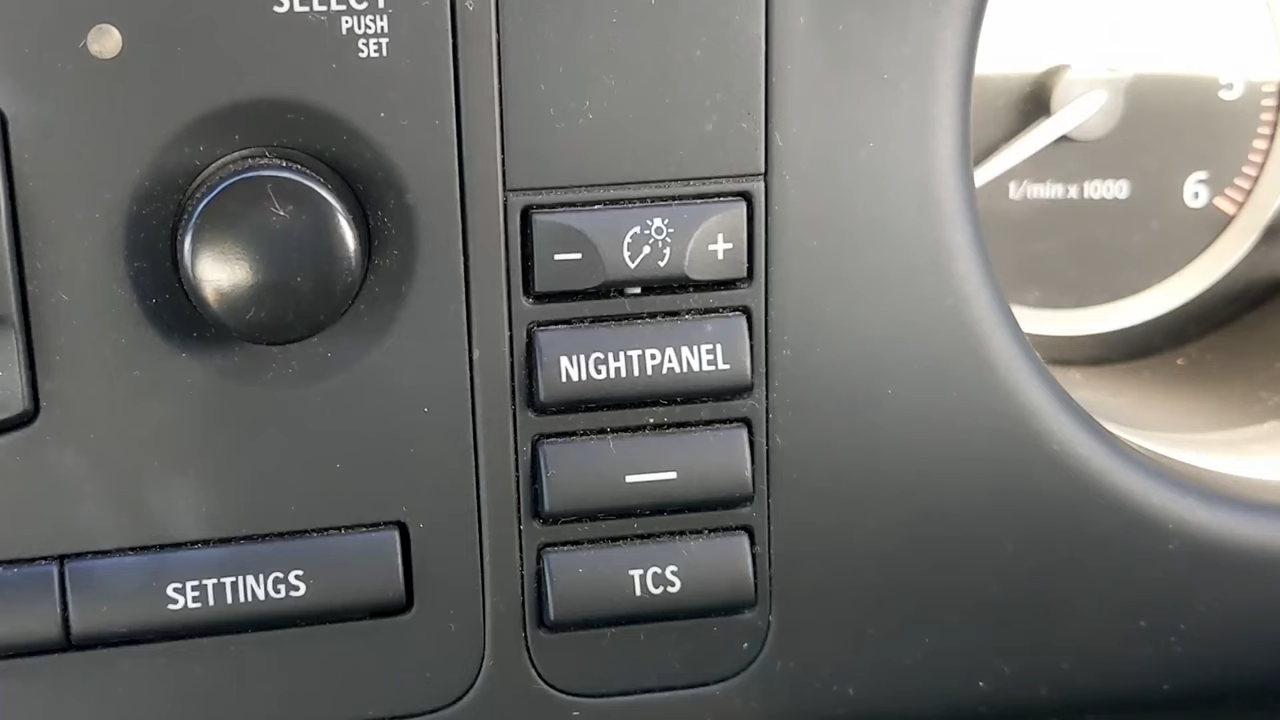 SELECT
PUSH
SET
5
1/min x 1000
6
− +
NIGHTPANEL
—
TCS
SETTINGS